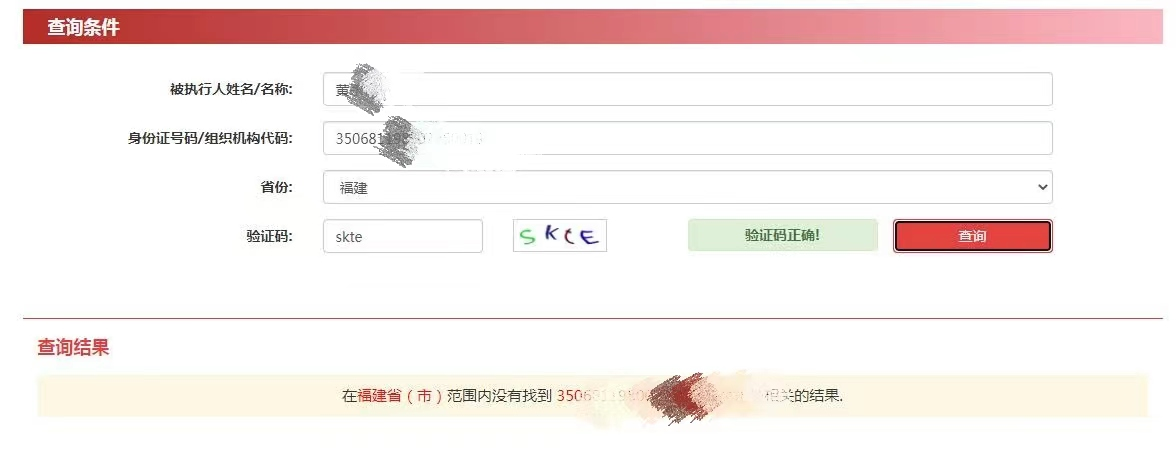 查询条件
被执行人姓名/名称: 黄
身份证号码/组织机构代码: 350681198
省份: 福建
验证码: skte SKCE 验证码正确! 查询
查询结果
在福建省(市)范围内没有找到 350681198 相关的结果.